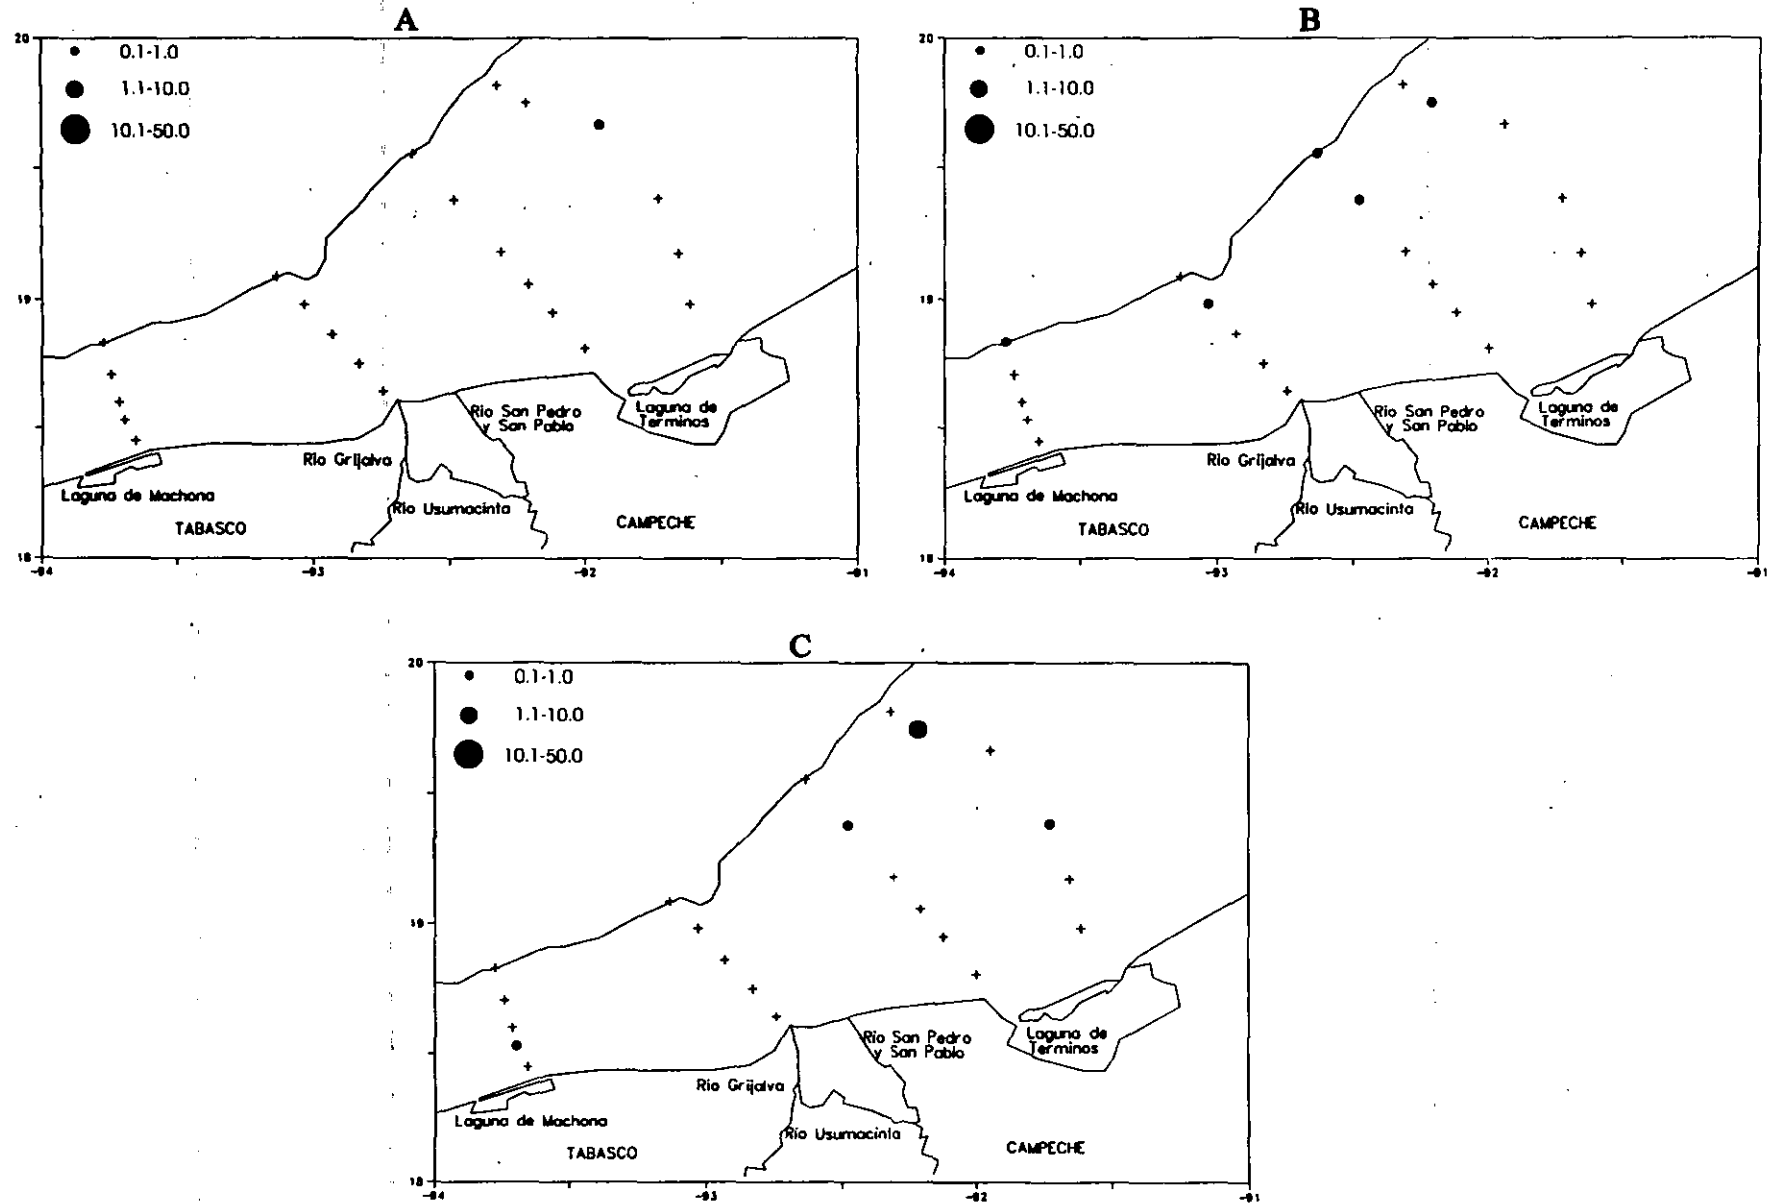 A
20
0.1-1.0
1.1-10.0
10.1-50.0
19
Laguna de
Terminos
Rio San Pedro
y San Pablo
Rio Grijalva
Laguna de Machona
Rio Usumacinta
TABASCO
CAMPECHE
18
-94
-93
-92
-91
B
20
0.1-1.0
1.1-10.0
10.1-50.0
19
Laguna de
Terminos
Rio San Pedro
y San Pablo
Rio Grijalva
Laguna de Machona
Rio Usumacinta
TABASCO
CAMPECHE
18
-94
-93
-92
-91
C
20
0.1-1.0
1.1-10.0
10.1-50.0
19
Laguna de
Terminos
Rio San Pedro
y San Pablo
Rio Grijalva
Laguna de Machona
Rio Usumacinta
TABASCO
CAMPECHE
18
-94
-93
-92
-91